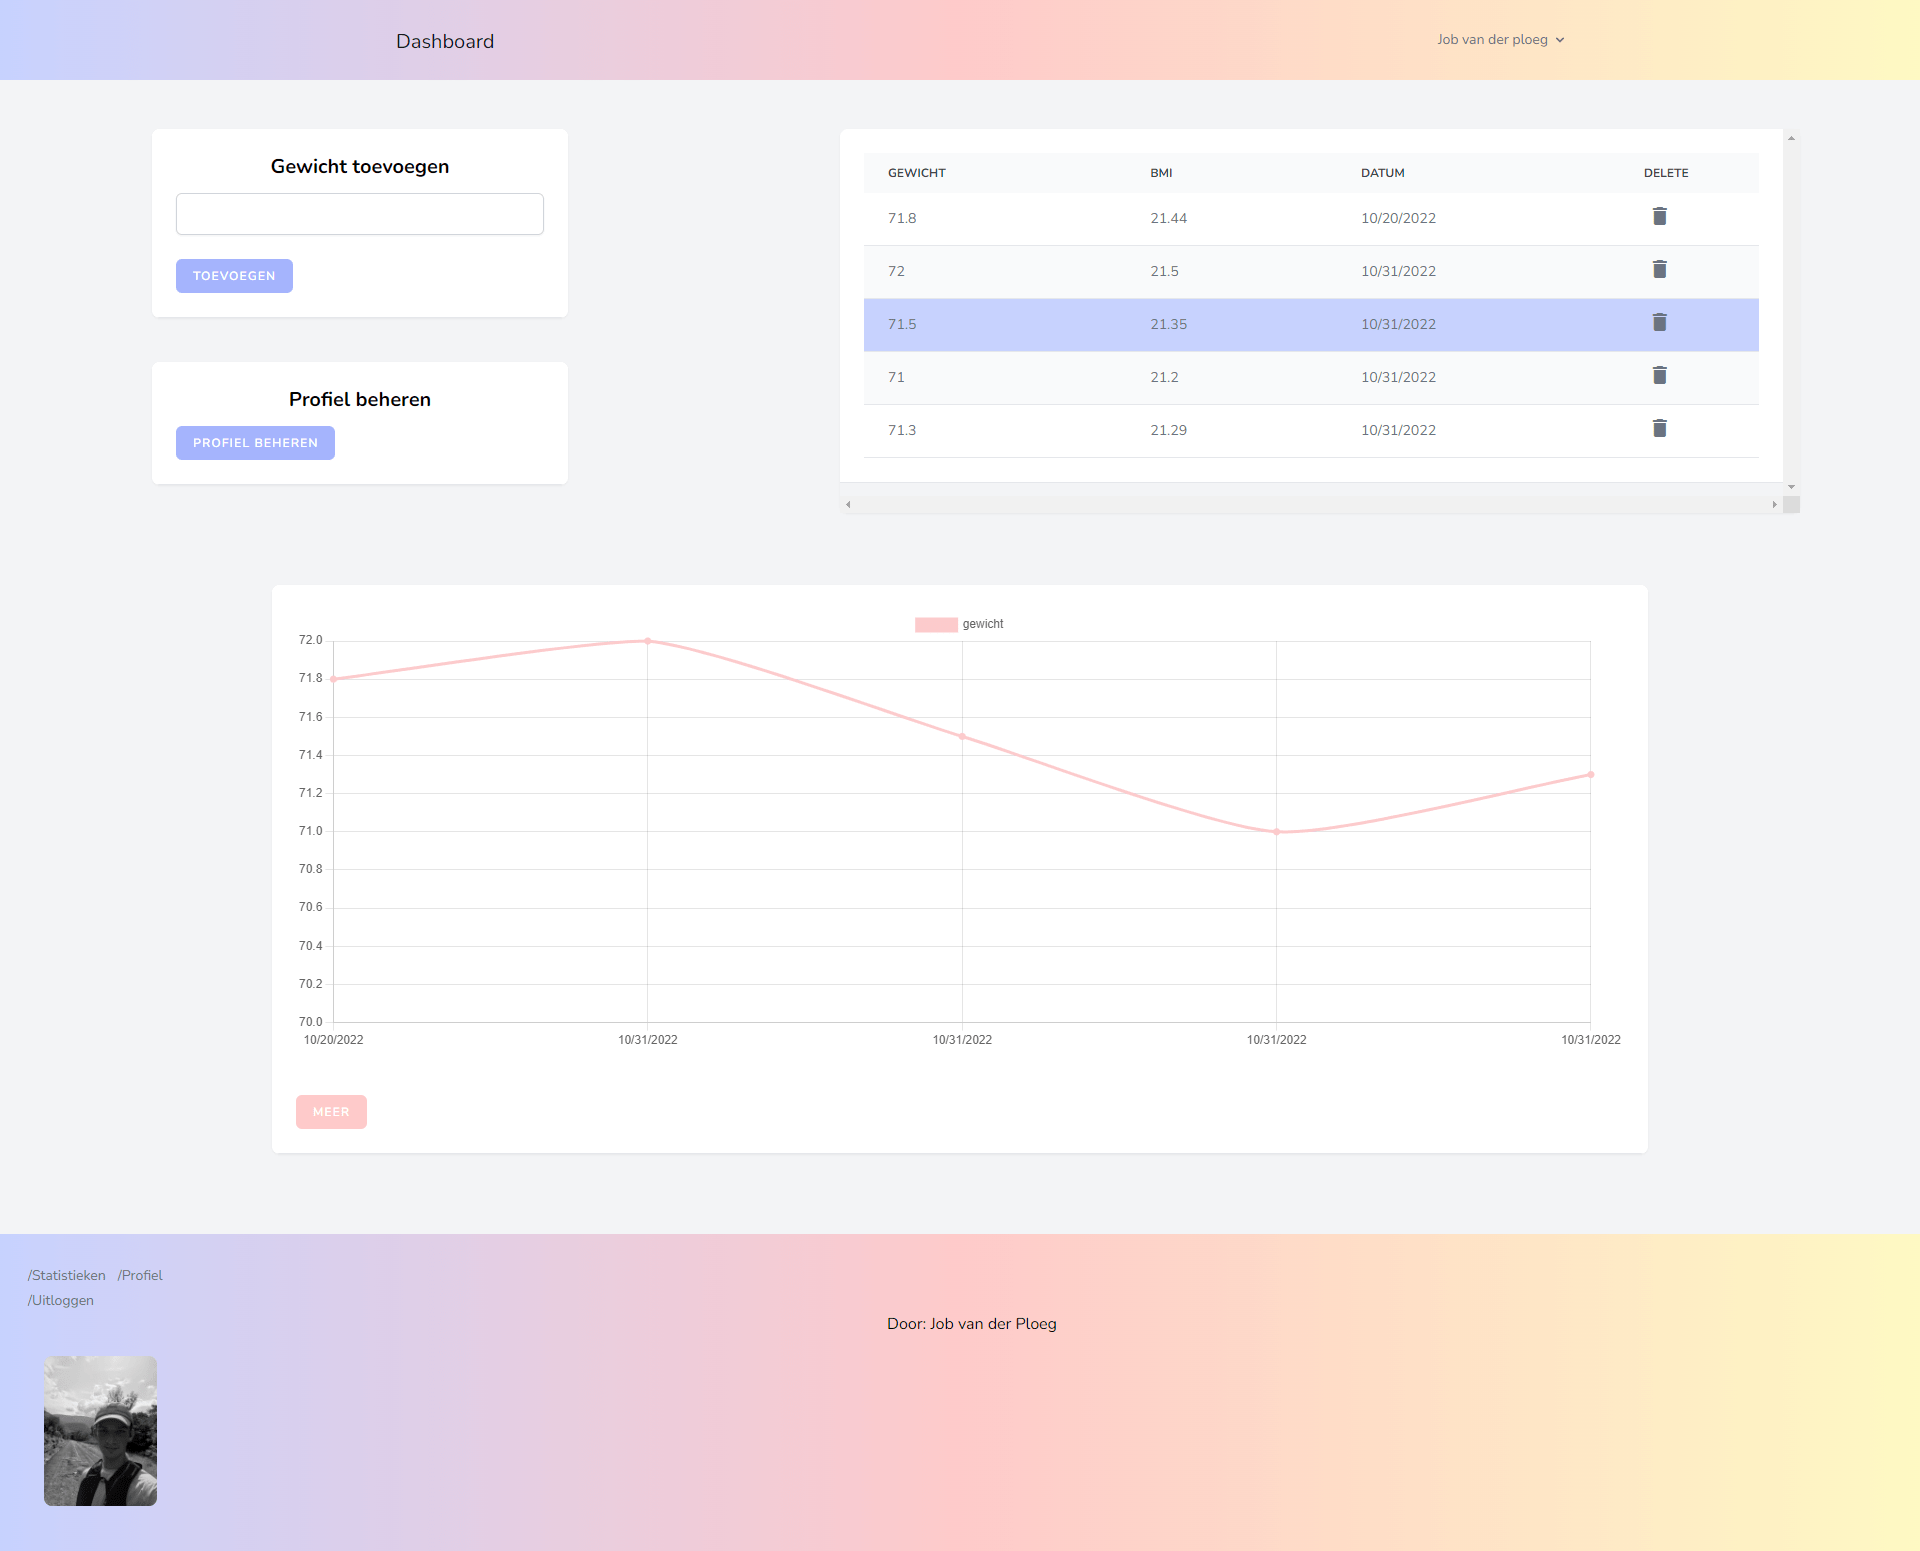 Dashboard
Job van der ploeg
Gewicht toevoegen
TOEVOEGEN
Profiel beheren
PROFIEL BEHEREN
GEWICHT BMI DATUM DELETE
71.8 21.44 10/20/2022
72 21.5 10/31/2022
71.5 21.35 10/31/2022
71 21.2 10/31/2022
71.3 21.29 10/31/2022
gewicht
72.0
71.8
71.6
71.4
71.2
71.0
70.8
70.6
70.4
70.2
70.0
10/20/2022 10/31/2022 10/31/2022 10/31/2022 10/31/2022
MEER
/Statistieken /Profiel
/Uitloggen
Door: Job van der Ploeg